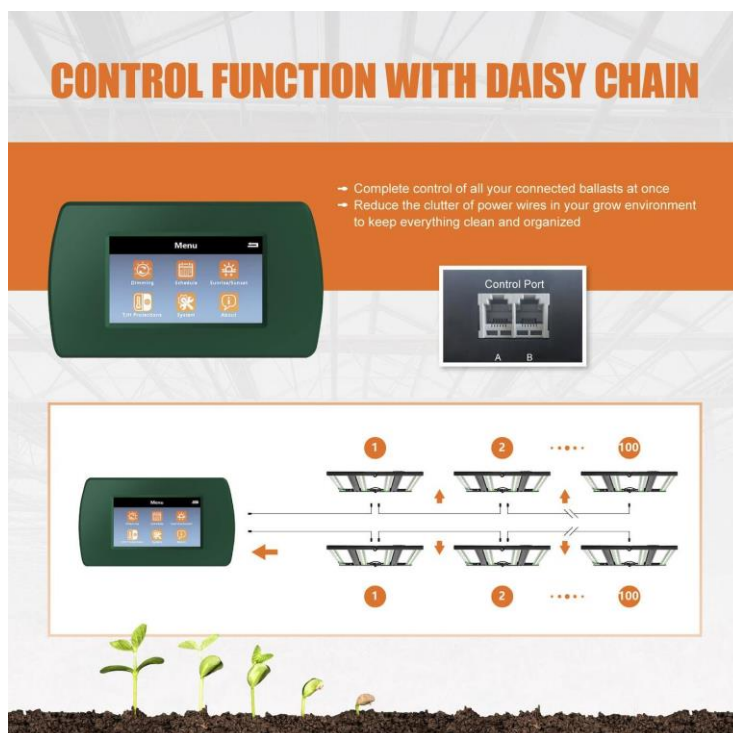 CONTROL FUNCTION WITH DAISY CHAIN
➞ Complete control of all your connected ballasts at once
➞ Reduce the clutter of power wires in your grow environment
to keep everything clean and organized
Menu
Dimming Schedule Sunrise/Sunset
T/H Protections System About
Control Port
A B
1 2 100
Menu
1 2 100